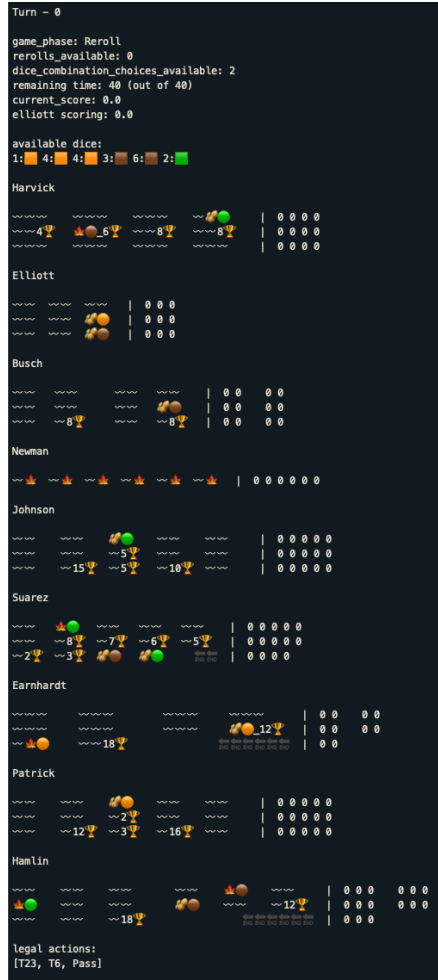 Turn - 0
game_phase: Reroll
rerolls_available: 0
dice_combination_choices_available: 2
remaining time: 40 (out of 40)
current_score: 0.0
elliott scoring: 0.0
available dice:
1:🟧 4:🟧 4:🟧 3:🟫 6:🟫 2:🟩
Harvick
〰〰〰 〰〰〰 〰〰〰 〰🍂🟢 | 0 0 0 0
〰〰4🏆 🍁🟤_6🏆 〰〰8🏆 〰〰8🏆 | 0 0 0 0
〰〰〰 〰〰〰 〰〰〰 〰〰〰 | 0 0 0 0
Elliott
〰〰 〰〰 〰〰 | 0 0 0
〰〰 〰〰 🍂🟠 | 0 0 0
〰〰 〰〰 🍂🟤 | 0 0 0
Busch
〰〰 〰〰 〰〰 〰〰 | 0 0 0 0
〰〰 〰〰 〰〰 🍂🟤 | 0 0 0 0
〰〰 〰8🏆 〰〰 〰8🏆 | 0 0 0 0
Newman
〰🍁 〰🍁 〰🍁 〰🍁 〰🍁 〰🍁 | 0 0 0 0 0 0
Johnson
〰〰 〰〰 🍂🟢 〰〰 〰〰 | 0 0 0 0 0
〰〰 〰〰 〰5🏆 〰〰 〰〰 | 0 0 0 0 0
〰〰 〰15🏆 〰5🏆 〰10🏆 〰〰 | 0 0 0 0 0
Suarez
〰〰 🍁🟢 〰〰 〰〰 〰〰 | 0 0 0 0 0
〰〰 〰8🏆 〰7🏆 〰6🏆 〰5🏆 | 0 0 0 0 0
〰2🏆 〰3🏆 🍂🟤 🍂🟢 | 0 0 0 0
Earnhardt
〰〰〰 〰〰〰 〰〰〰 〰〰〰 | 0 0 0 0
〰〰〰 〰〰〰 〰〰〰 🍂🟠_12🏆 | 0 0 0 0
〰🍁🟠 〰〰18🏆 | 0 0
Patrick
〰〰 〰〰 🍂🟠 〰〰 〰〰 | 0 0 0 0 0
〰〰 〰〰 〰2🏆 〰〰 〰〰 | 0 0 0 0 0
〰〰 〰12🏆 〰3🏆 〰16🏆 〰〰 | 0 0 0 0 0
Hamlin
〰〰 〰〰 〰〰 〰〰 🍁🟤 〰〰 | 0 0 0 0 0 0
🍁🟢 〰〰 〰〰 🍂🟤 〰〰 〰12🏆 | 0 0 0 0 0 0
〰〰 〰〰 〰18🏆 | 0 0 0
legal actions:
[T23, T6, Pass]